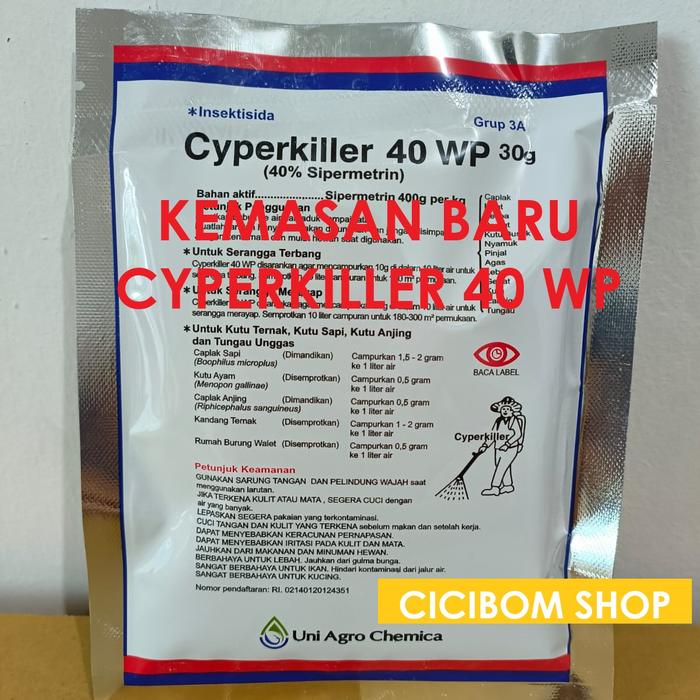 *Insektisida
Grup 3A
Cyperkiller 40 WP 30g
(40% Sipermetrin)
Bahan aktif...................... Sipermetrin 400g per kg
KEMASAN BARU
CYPERKILLER 40 WP
*Untuk Serangga Terbang
Cyperkiller 40 WP disarankan agar mencampurkan 10g
air untuk
serangga merayap. Semprotkan 10 liter campuran untuk 180-300 m² permukaan.
Caplak
Nyamuk
Pinjal
Agas
Tungau
*Untuk Kutu Ternak, Kutu Sapi, Kutu Anjing
dan Tungau Unggas
Caplak Sapi (Dimandikan) Campurkan 1,5 - 2 gram
(Boophilus microplus) ke 1 liter air
Kutu Ayam (Disemprotkan) Campurkan 0,5 gram
(Menopon gallinae) ke 1 liter air
Caplak Anjing (Dimandikan) Campurkan 0,5 gram
(Riphicephalus sanguineus) ke 1 liter air
Kandang Ternak (Disemprotkan) Campurkan 1 - 2 gram
ke 1 liter air
Rumah Burung Walet (Disemprotkan) Campurkan 0,5 gram
ke 1 liter air
BACA LABEL
Cyperkiller
Petunjuk Keamanan
GUNAKAN SARUNG TANGAN DAN PELINDUNG WAJAH saat
menggunakan larutan.
JIKA TERKENA KULIT ATAU MATA, SEGERA CUCI dengan
air yang banyak.
LEPASKAN SEGERA pakaian yang terkontaminasi.
CUCI TANGAN DAN KULIT YANG TERKENA sebelum makan dan setelah kerja.
DAPAT MENYEBABKAN KERACUNAN PERNAPASAN.
DAPAT MENYEBABKAN IRITASI PADA KULIT DAN MATA.
JAUHKAN DARI MAKANAN DAN MINUMAN HEWAN.
BERBAHAYA UNTUK LEBAH. Jauhkan dari gulma bunga.
SANGAT BERBAHAYA UNTUK IKAN. Hindari kontaminasi dari jalur air.
SANGAT BERBAHAYA UNTUK KUCING.
Nomor pendaftaran: RI. 02140120124351
CICIBOM SHOP
Uni Agro Chemica